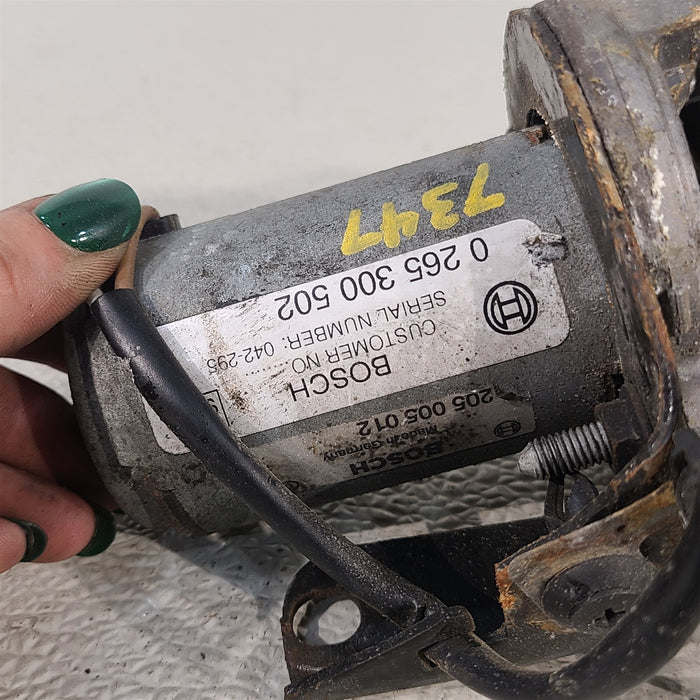 7347
0 265 300 502
SERIAL NUMBER: 042-295
CUSTOMER NO.
BOSCH
205 005 012
Made in Germany
BOSCH